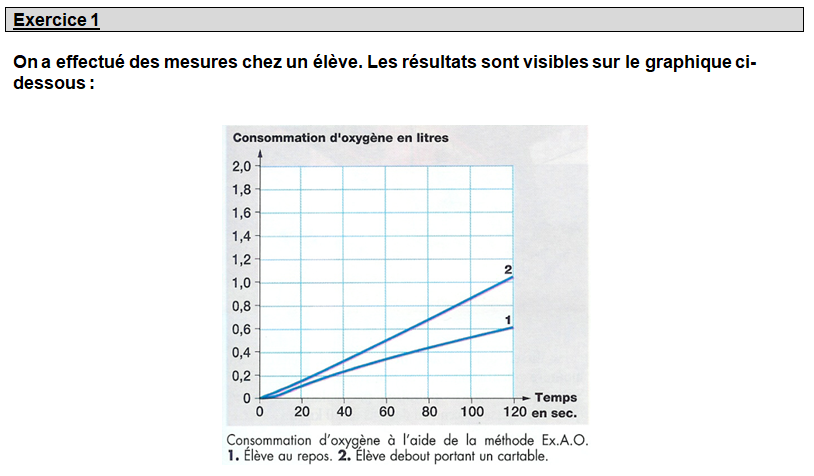 Exercice 1
On a effectué des mesures chez un élève. Les résultats sont visibles sur le graphique ci-
dessous :
Consommation d'oxygène en litres
2,0
1,8
1,6
1,4
1,2
2
1,0
0,8
1
0,6
0,4
0,2
0
Temps
0 20 40 60 80 100 120 en sec.
Consommation d'oxygène à l'aide de la méthode Ex.A.O.
1. Élève au repos. 2. Élève debout portant un cartable.